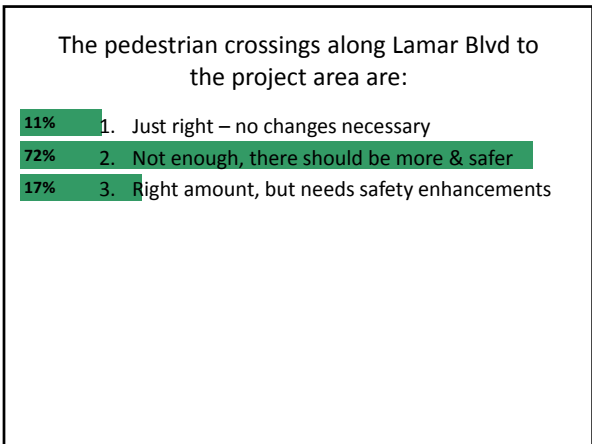 The pedestrian crossings along Lamar Blvd to
the project area are:
11% 1. Just right – no changes necessary
72% 2. Not enough, there should be more & safer
17% 3. Right amount, but needs safety enhancements